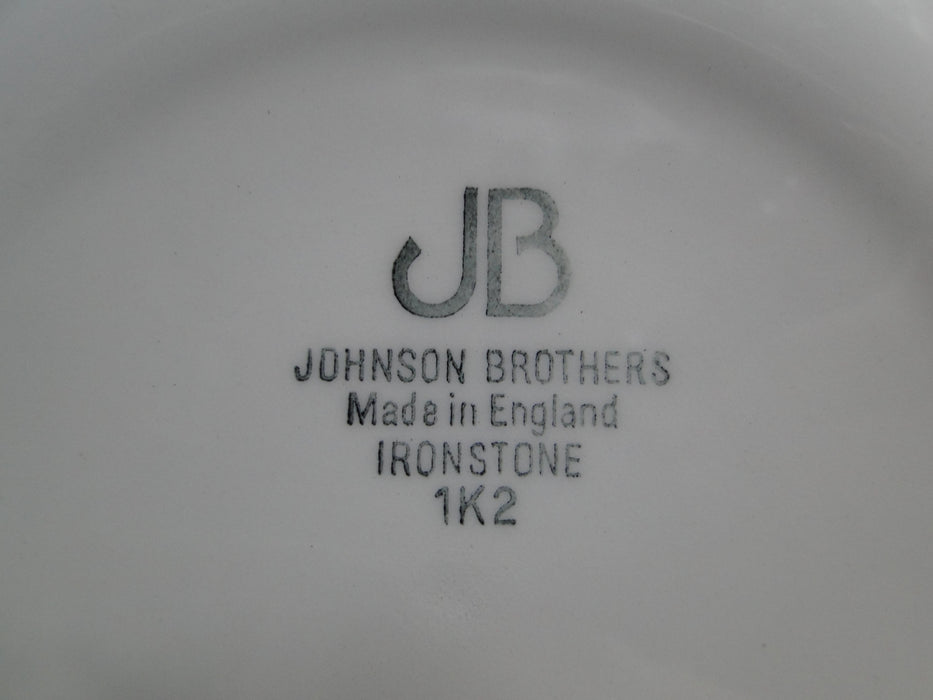 JB
JOHNSON BROTHERS
Made in England
IRONSTONE
1K2